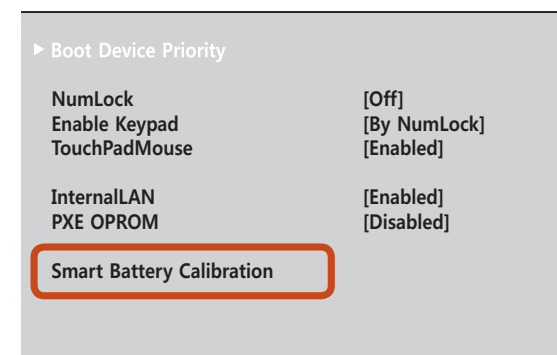 ▶ Boot Device Priority
NumLock [Off]
Enable Keypad [By NumLock]
TouchPadMouse [Enabled]
InternalLAN [Enabled]
PXE OPROM [Disabled]
Smart Battery Calibration